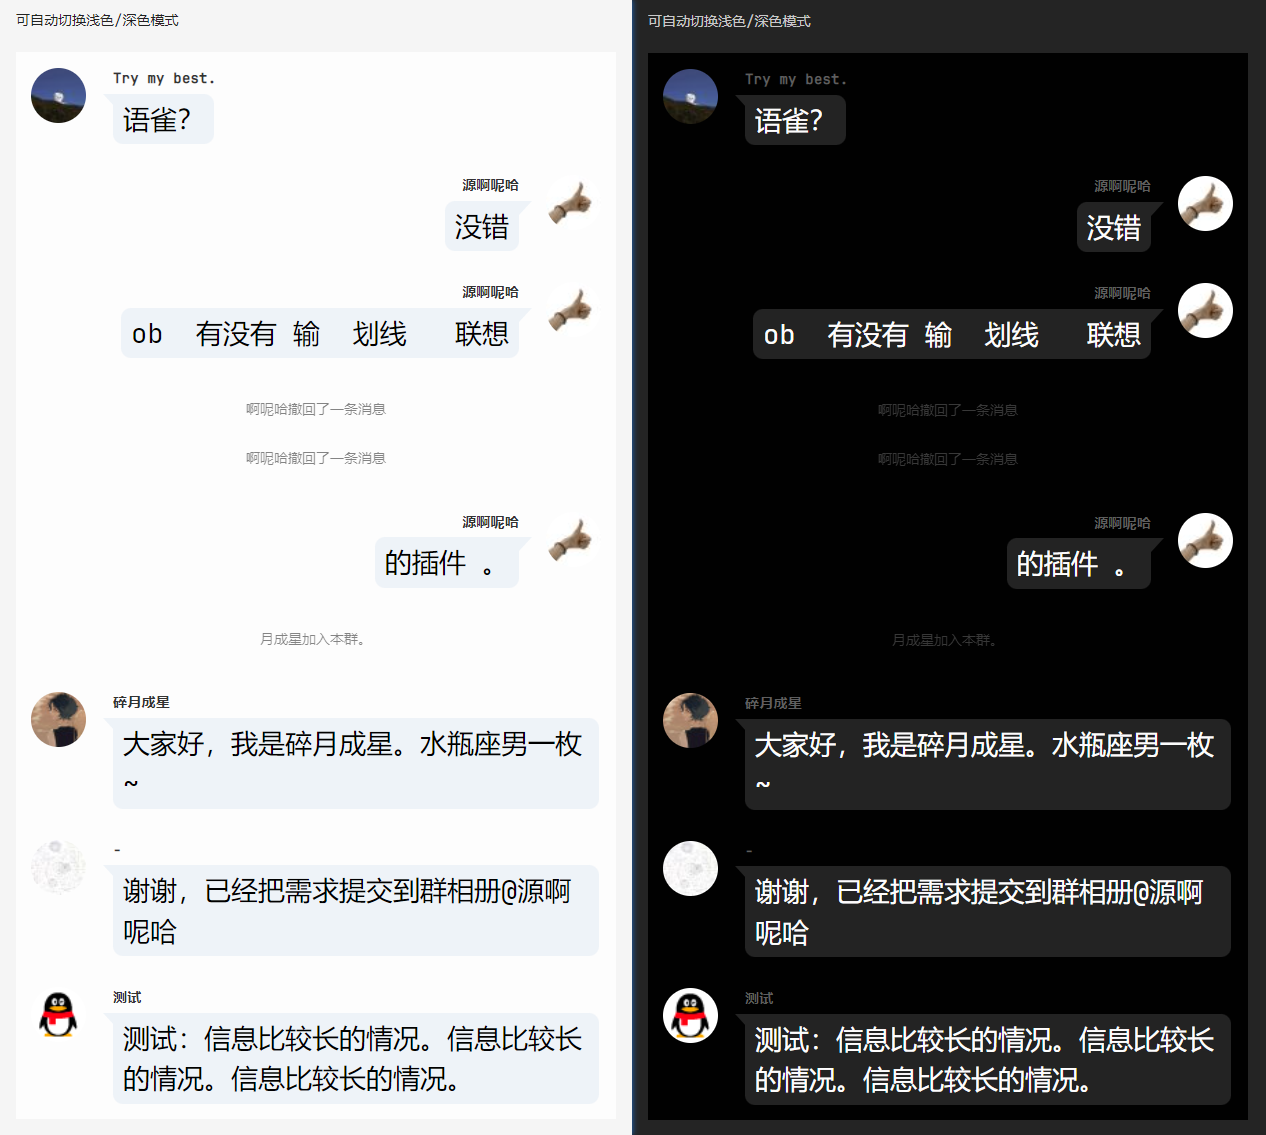 可自动切换浅色/深色模式
Try my best.
语雀?
源啊呢哈
没错
源啊呢哈
ob 有没有 输 划线 联想
啊呢哈撤回了一条消息
啊呢哈撤回了一条消息
源啊呢哈
的插件 。
月成星加入本群。
碎月成星
大家好，我是碎月成星。水瓶座男一枚
~
-
谢谢，已经把需求提交到群相册@源啊
呢哈
测试
测试：信息比较长的情况。信息比较长
的情况。信息比较长的情况。
可自动切换浅色/深色模式
Try my best.
语雀?
源啊呢哈
没错
源啊呢哈
ob 有没有 输 划线 联想
啊呢哈撤回了一条消息
啊呢哈撤回了一条消息
源啊呢哈
的插件 。
月成星加入本群。
碎月成星
大家好，我是碎月成星。水瓶座男一枚
~
-
谢谢，已经把需求提交到群相册@源啊
呢哈
测试
测试：信息比较长的情况。信息比较长
的情况。信息比较长的情况。